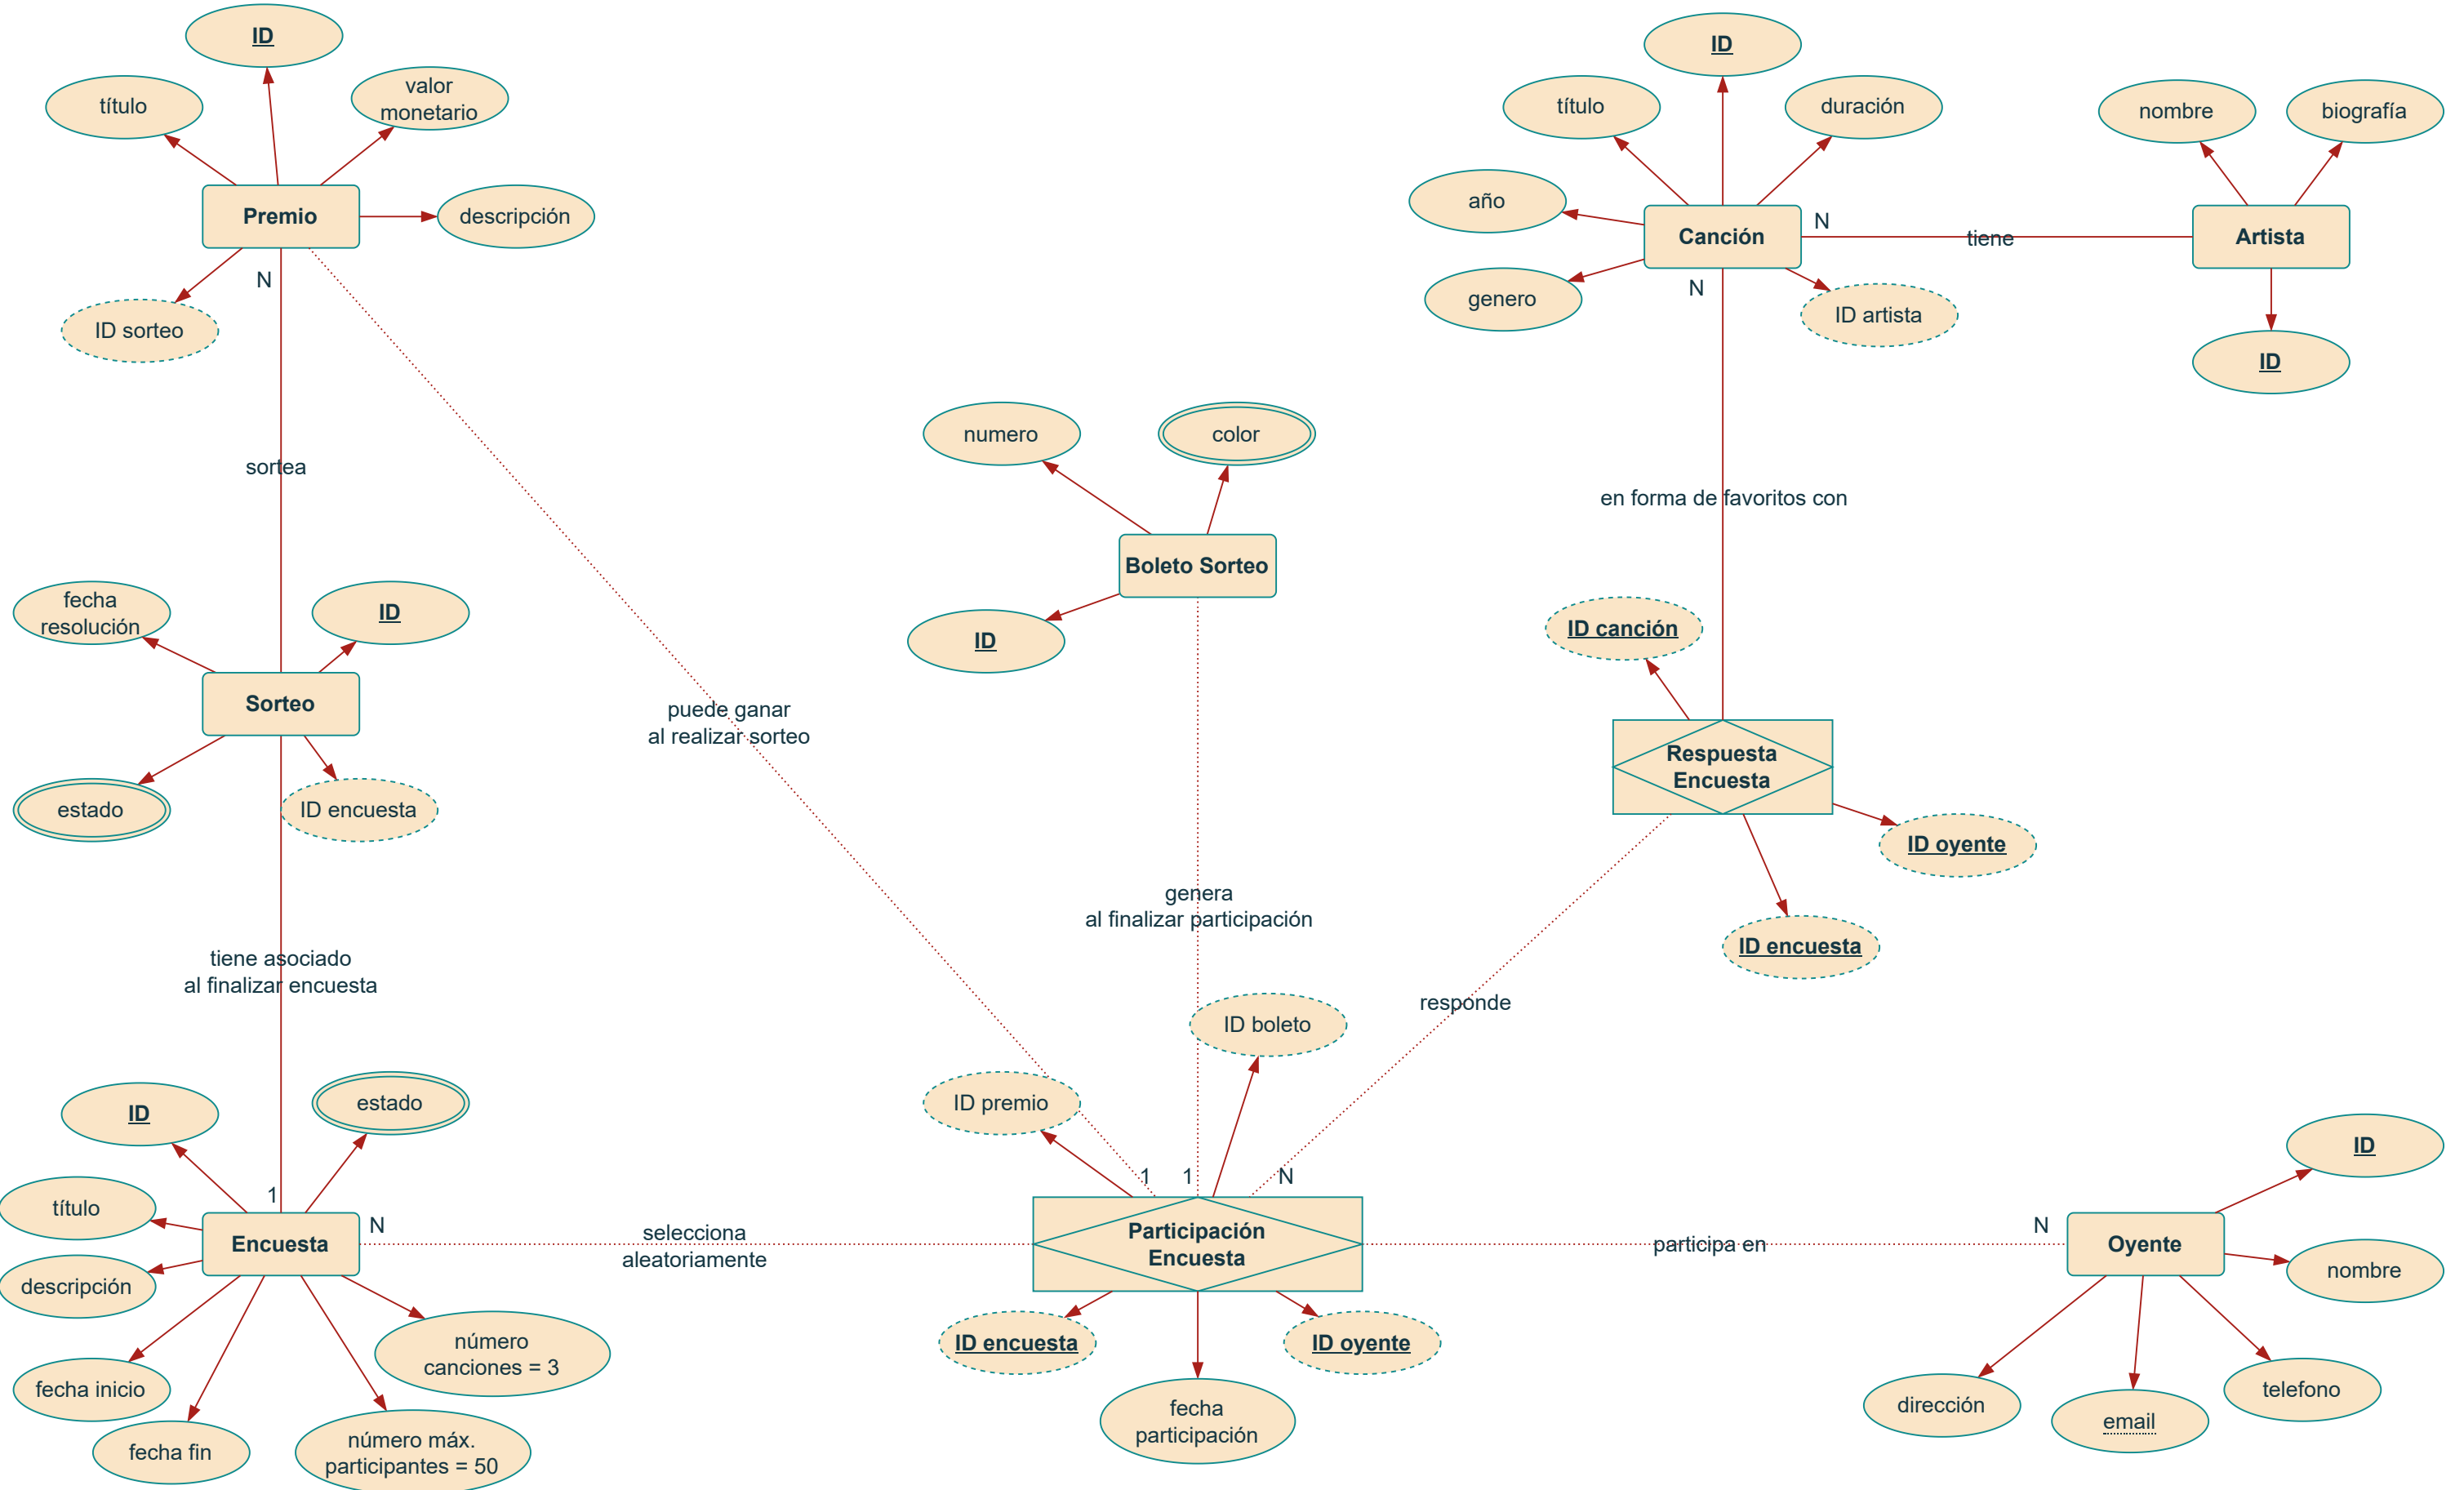 ID
título
valor
monetario
Premio
descripción
N
ID sorteo
sortea
fecha
resolución
ID
Sorteo
estado
ID encuesta
puede ganar
al realizar sorteo
tiene asociado
al finalizar encuesta
ID
estado
título
1
Encuesta
N
descripción
fecha inicio
fecha fin
número máx.
participantes = 50
número
canciones = 3
selecciona
aleatoriamente
numero
color
Boleto Sorteo
ID
genera
al finalizar participación
ID boleto
ID premio
1
1
N
Participación
Encuesta
ID encuesta
ID oyente
fecha
participación
ID
título
duración
año
Canción
N
tiene
Artista
nombre
biografía
ID
genero
N
ID artista
en forma de favoritos con
ID canción
Respuesta
Encuesta
ID oyente
ID encuesta
responde
participa en
N
Oyente
ID
nombre
telefono
email
dirección